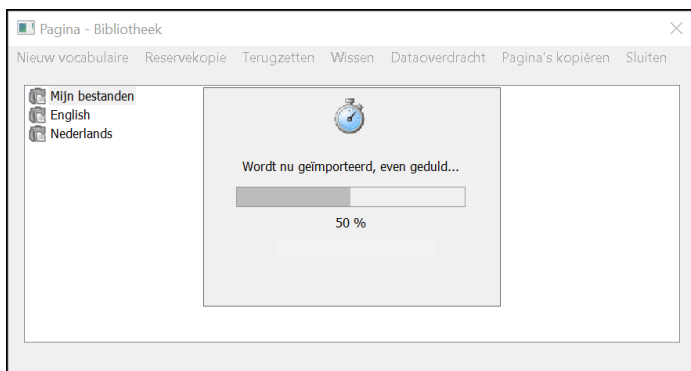 Pagina - Bibliotheek
Nieuw vocabulaire Reservekopie Terugzetten Wissen Dataoverdracht Pagina's kopiëren Sluiten
Mijn bestanden
English
Nederlands
Wordt nu geïmporteerd, even geduld...
50 %